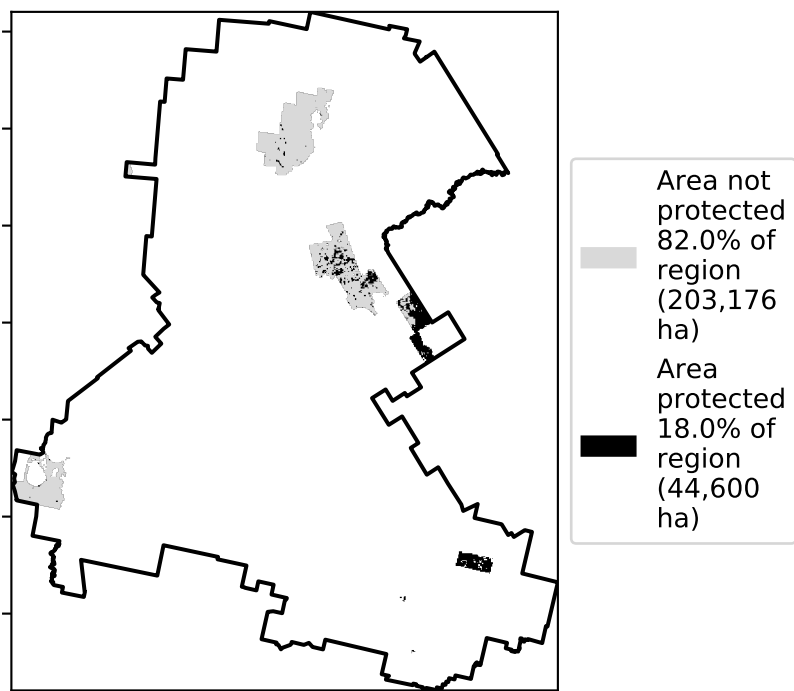 Area not
protected
82.0% of
region
(203,176
ha)
Area
protected
18.0% of
region
(44,600
ha)